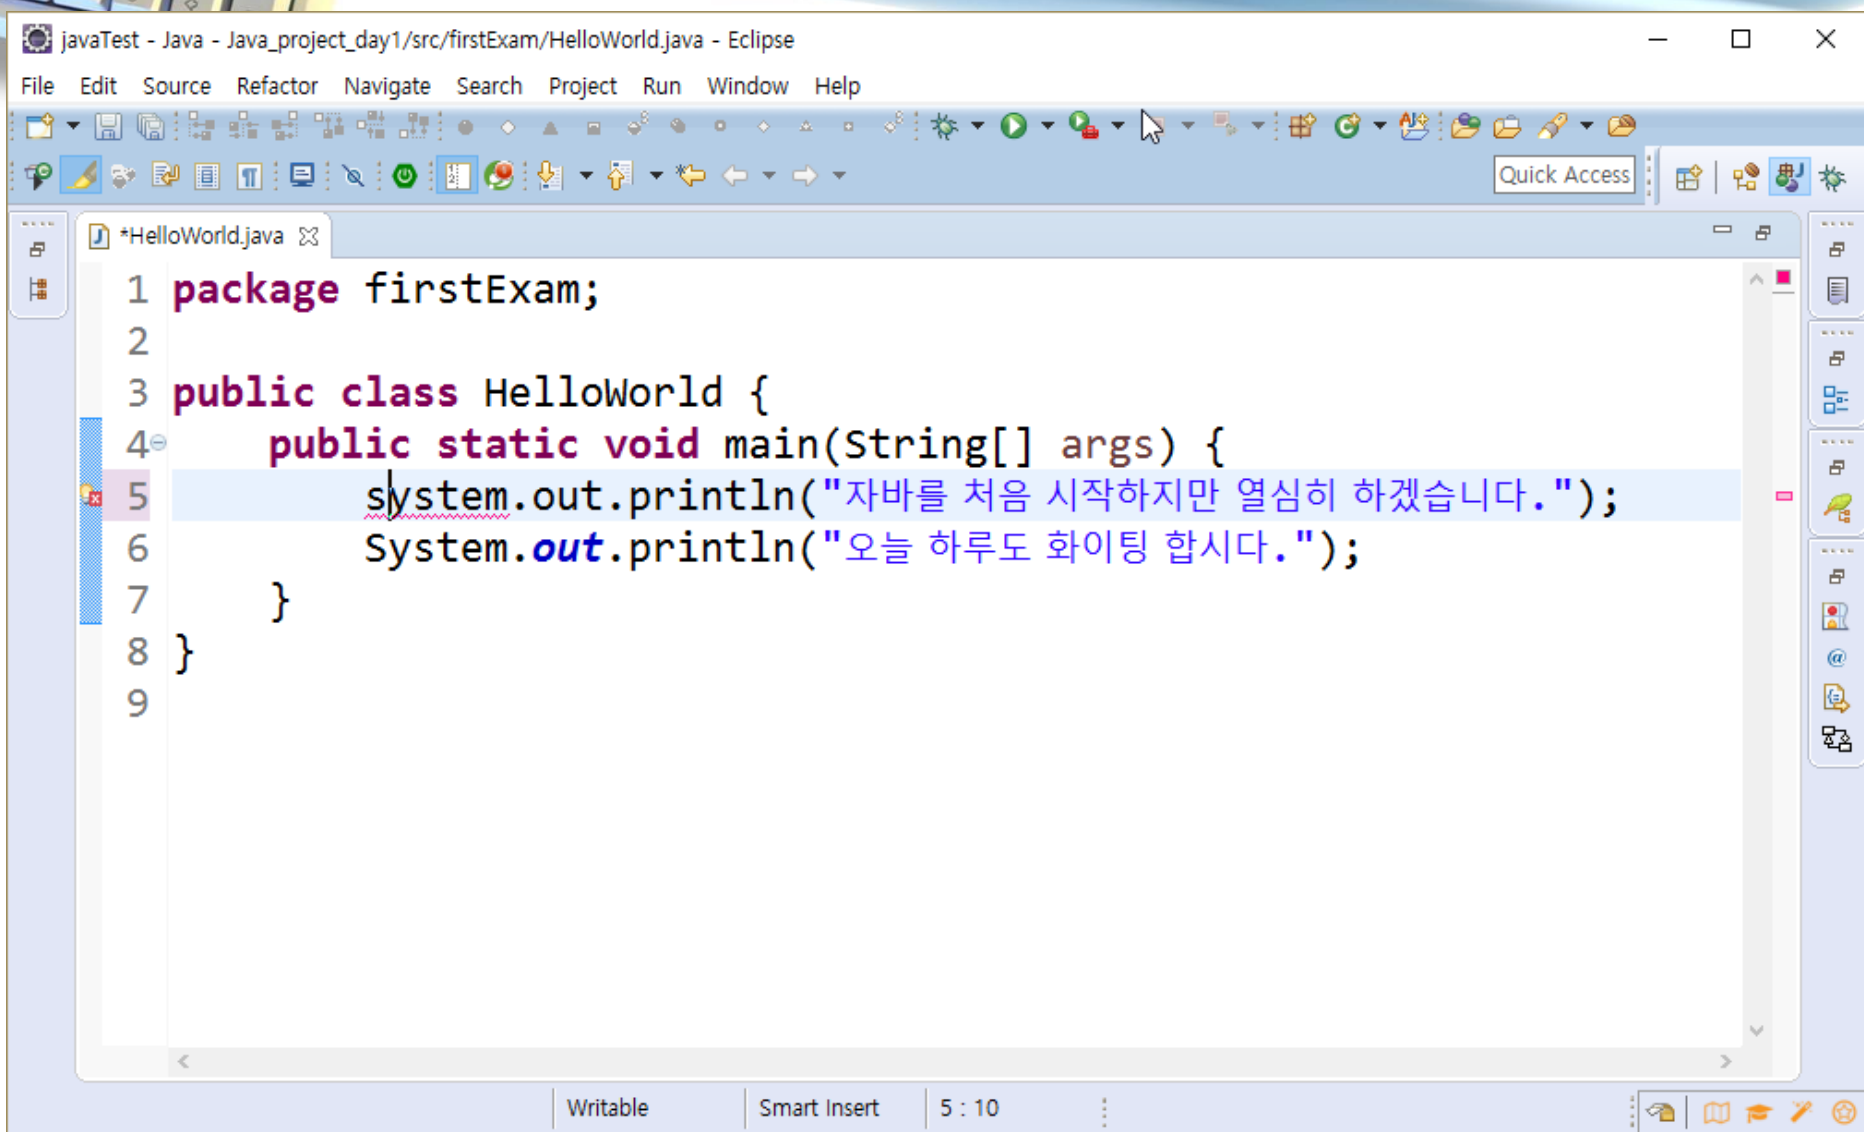 javaTest - Java - Java_project_day1/src/firstExam/HelloWorld.java - Eclipse
File Edit Source Refactor Navigate Search Project Run Window Help
Quick Access
*HelloWorld.java
1 package firstExam;
2
3 public class HelloWorld {
4 public static void main(String[] args) {
5 system.out.println("자바를 처음 시작하지만 열심히 하겠습니다.");
6 System.out.println("오늘 하루도 화이팅 합시다.");
7 }
8 }
9
Writable Smart Insert 5 : 10